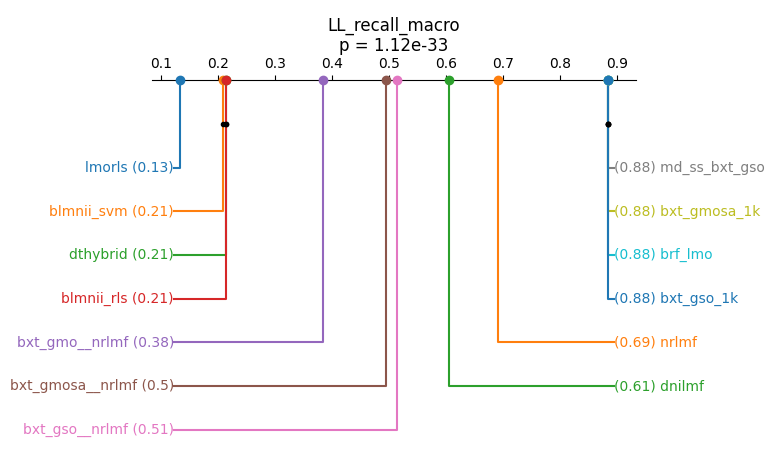 LL_recall_macro
p = 1.12e-33
0.1 0.2 0.3 0.4 0.5 0.6 0.7 0.8 0.9
lmorls (0.13)
(0.88) md_ss_bxt_gso
blmnii_svm (0.21)
(0.88) bxt_gmosa_1k
dthybrid (0.21)
(0.88) brf_lmo
blmnii_rls (0.21)
(0.88) bxt_gso_1k
bxt_gmo__nrlmf (0.38)
(0.69) nrlmf
bxt_gmosa__nrlmf (0.5)
(0.61) dnilmf
bxt_gso__nrlmf (0.51)